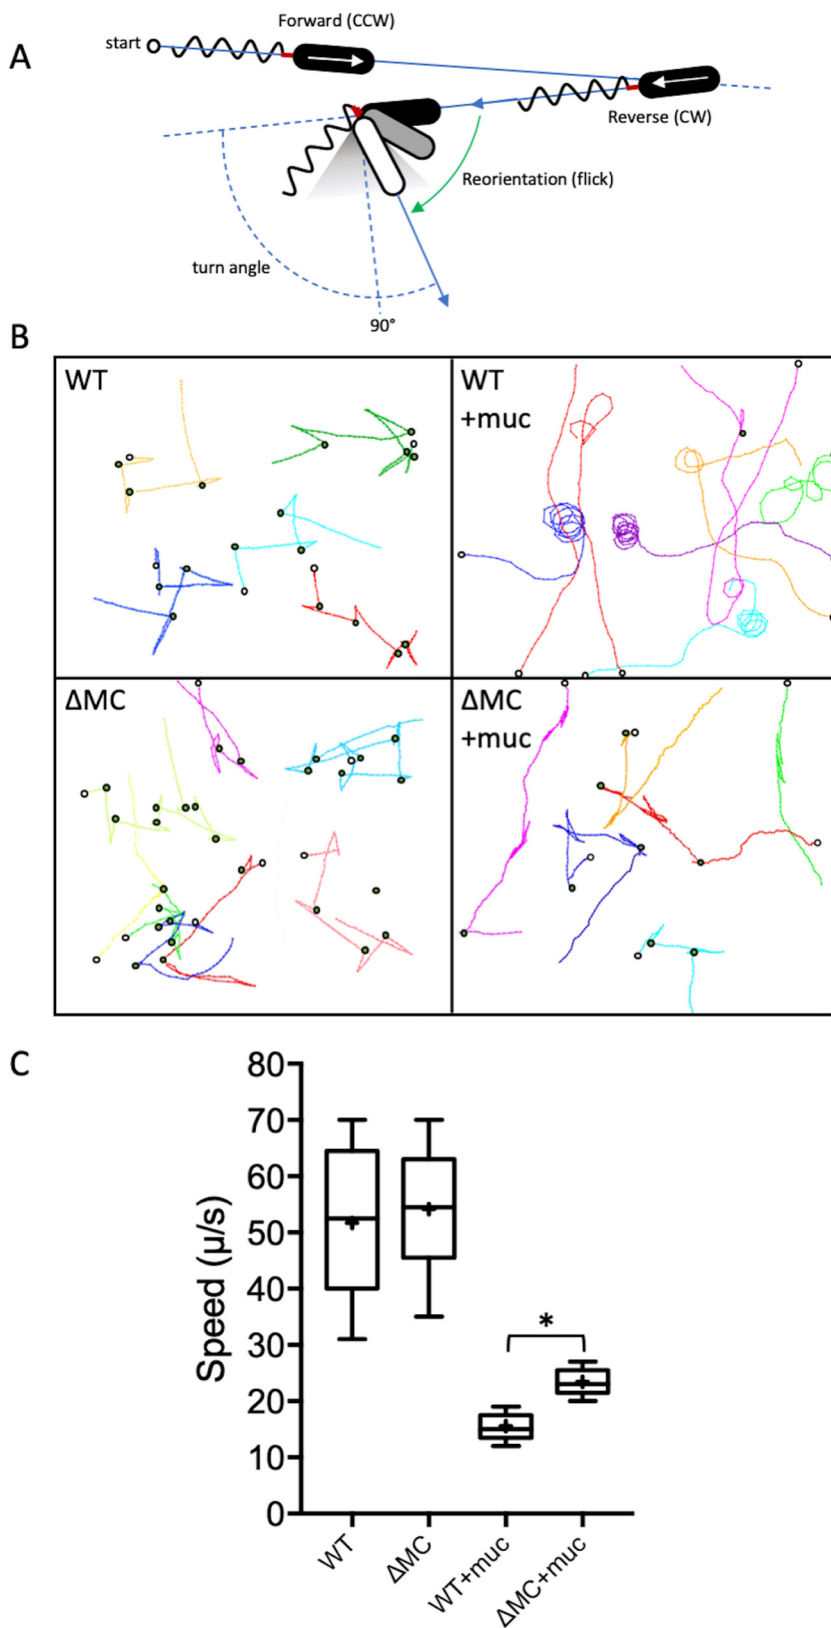 A
Forward (CCW)
start
Reverse (CW)
Reorientation (flick)
turn angle
90°
B
WT
WT
+muc
ΔMC
ΔMC
+muc
C
80
70
60
50
40
30
20
10
0
Speed (μ/s)
*
WT
ΔMC
WT+muc
ΔMC+muc